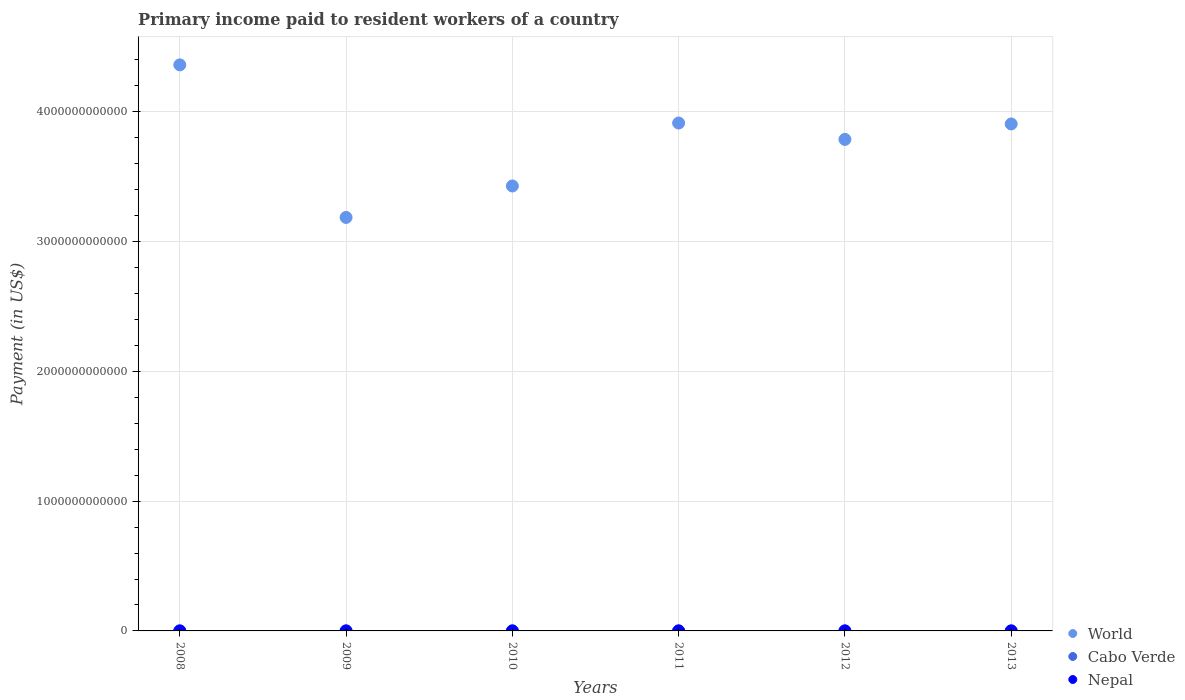 Primary income paid to resident workers of a country
Payment (in US$)
4000000000000
3000000000000
2000000000000
1000000000000
0
2008
2009
2010
2011
2012
2013
Years
World
Cabo Verde
Nepal